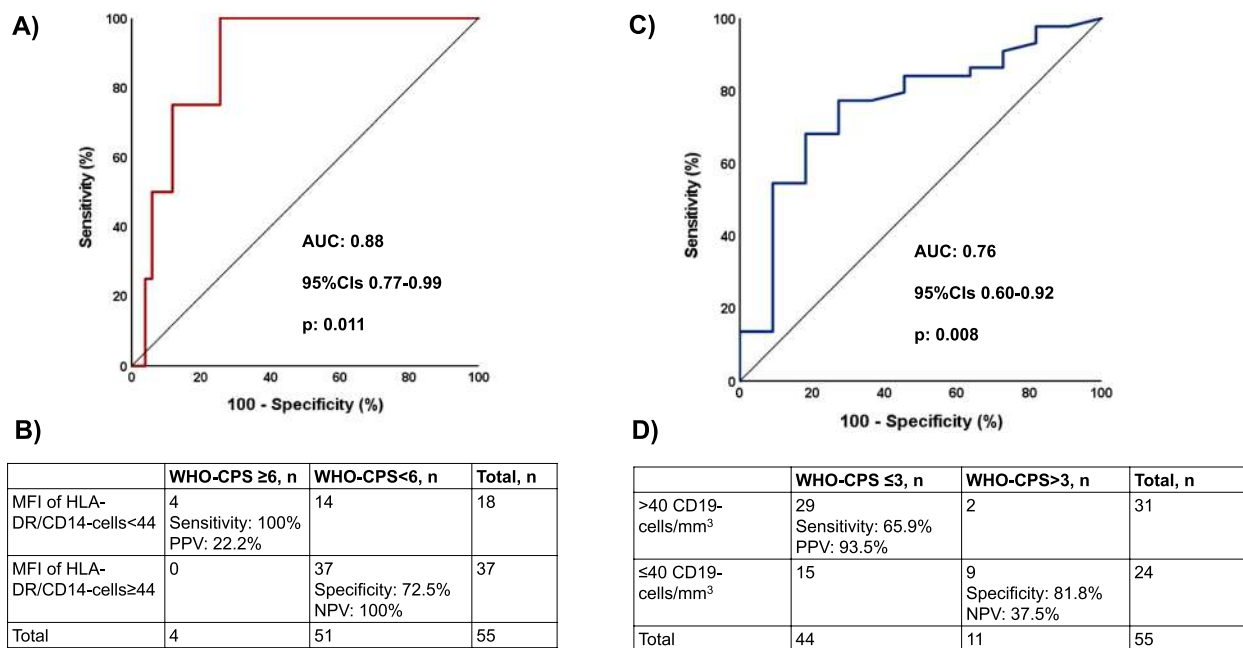 A)
100
80
60
40
20
0
Sensitivity (%)
AUC: 0.88
95%CIs 0.77-0.99
p: 0.011
0 20 40 60 80 100
100 - Specificity (%)
B)
WHO-CPS ≥6, n WHO-CPS<6, n Total, n
MFI of HLA- 4 14 18
DR/CD14-cells<44 Sensitivity: 100%
PPV: 22.2%
MFI of HLA- 0 37 37
DR/CD14-cells≥44 Specificity: 72.5%
NPV: 100%
Total 4 51 55
C)
100
80
60
40
20
0
Sensitivity (%)
AUC: 0.76
95%CIs 0.60-0.92
p: 0.008
0 20 40 60 80 100
100 - Specificity (%)
D)
WHO-CPS ≤3, n WHO-CPS>3, n Total, n
>40 CD19- 29 2 31
cells/mm³ Sensitivity: 65.9%
PPV: 93.5%
≤40 CD19- 15 9 24
cells/mm³ Specificity: 81.8%
NPV: 37.5%
Total 44 11 55